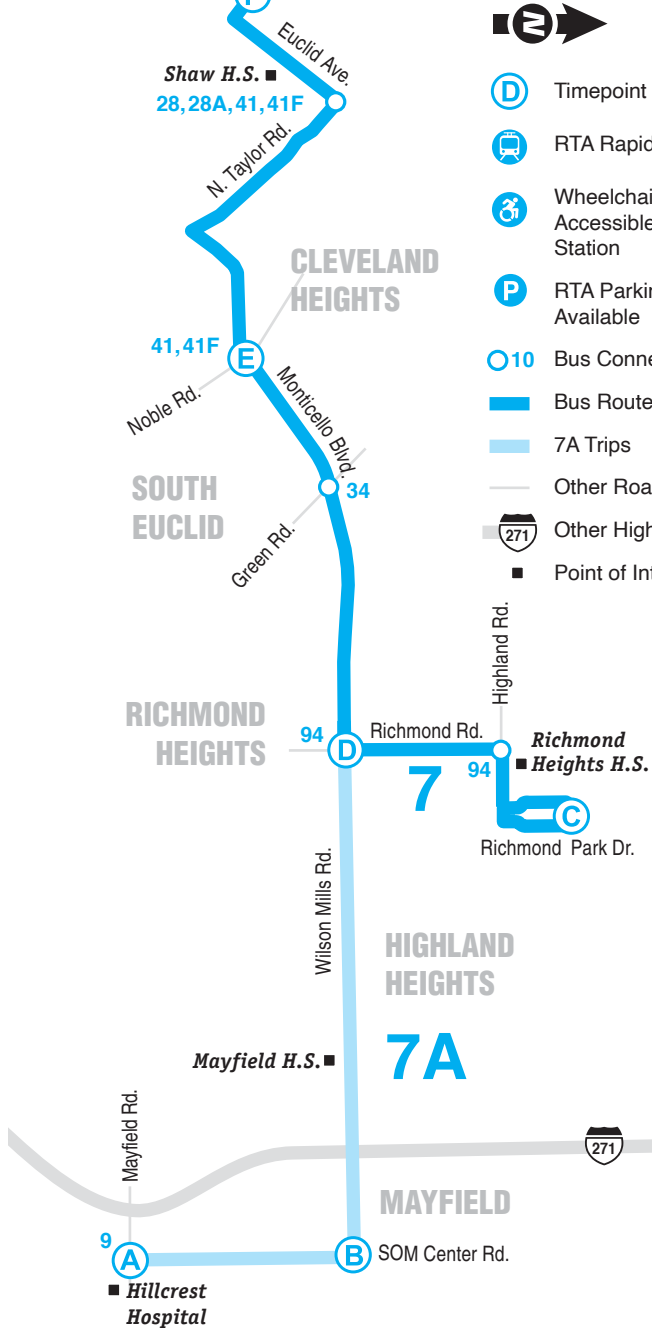 N
Euclid Ave.
Shaw H.S.
28, 28A, 41, 41F
N. Taylor Rd.
CLEVELAND
HEIGHTS
41, 41F
E
Noble Rd.
Monticello Blvd.
SOUTH
EUCLID
34
Green Rd.
RICHMOND
HEIGHTS
94
D
Richmond Rd.
7
94
Highland Rd.
Richmond
Heights H.S.
C
Richmond Park Dr.
Wilson Mills Rd.
HIGHLAND
HEIGHTS
7A
Mayfield H.S.
Mayfield Rd.
271
MAYFIELD
9
A
B
SOM Center Rd.
Hillcrest
Hospital
D Timepoint
RTA Rapid
Wheelchai
Accessible
Station
P RTA Parkin
Available
10 Bus Conne
Bus Route
7A Trips
Other Roa
271 Other High
Point of Int